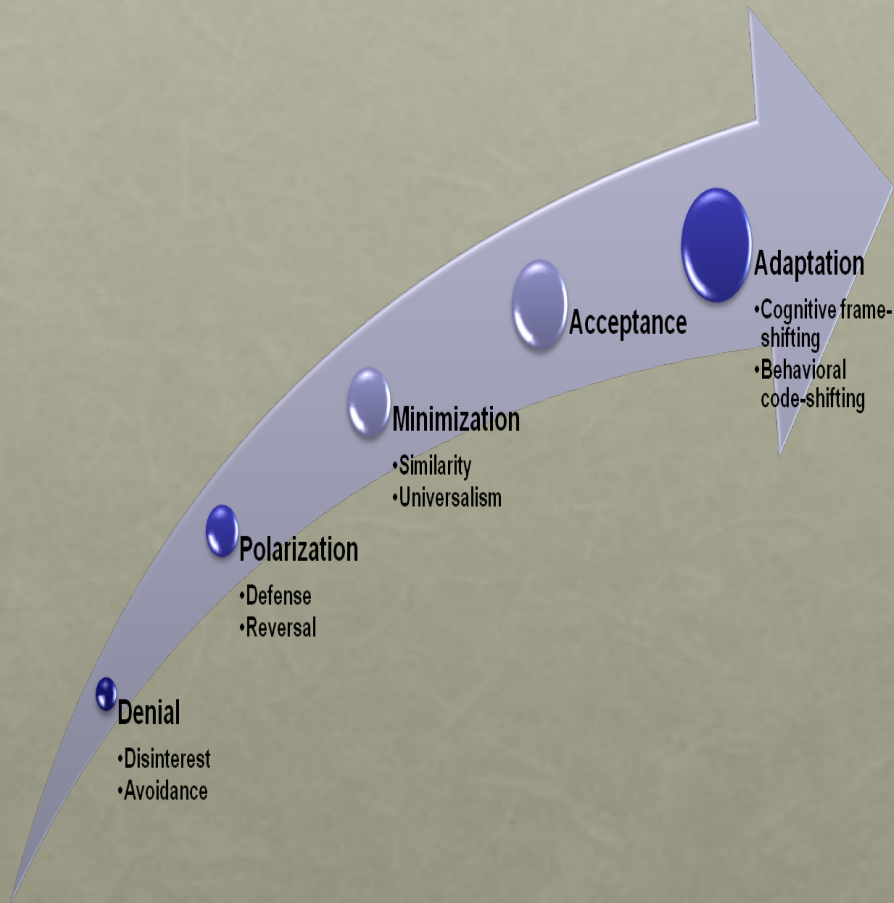 Denial
•Disinterest
•Avoidance
Polarization
•Defense
•Reversal
Minimization
•Similarity
•Universalism
Acceptance
Adaptation
•Cognitive frame-
shifting
•Behavioral
code-shifting